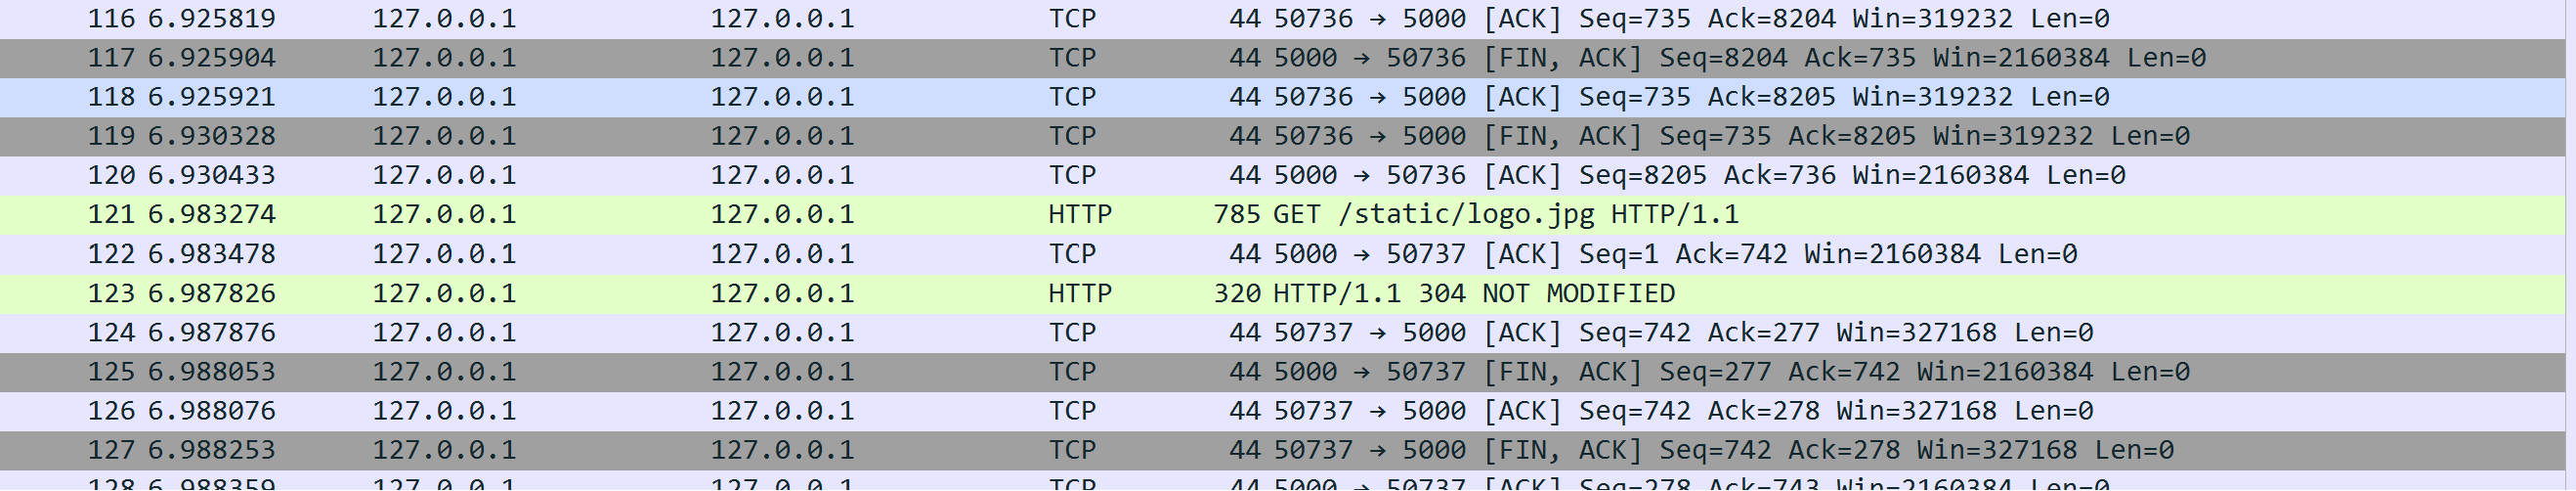 116 6.925819 127.0.0.1 127.0.0.1 TCP 44 50736 → 5000 [ACK] Seq=735 Ack=8204 Win=319232 Len=0
117 6.925904 127.0.0.1 127.0.0.1 TCP 44 5000 → 50736 [FIN, ACK] Seq=8204 Ack=735 Win=2160384 Len=0
118 6.925921 127.0.0.1 127.0.0.1 TCP 44 50736 → 5000 [ACK] Seq=735 Ack=8205 Win=319232 Len=0
119 6.930328 127.0.0.1 127.0.0.1 TCP 44 50736 → 5000 [FIN, ACK] Seq=735 Ack=8205 Win=319232 Len=0
120 6.930433 127.0.0.1 127.0.0.1 TCP 44 5000 → 50736 [ACK] Seq=8205 Ack=736 Win=2160384 Len=0
121 6.983274 127.0.0.1 127.0.0.1 HTTP 785 GET /static/logo.jpg HTTP/1.1
122 6.983478 127.0.0.1 127.0.0.1 TCP 44 5000 → 50737 [ACK] Seq=1 Ack=742 Win=2160384 Len=0
123 6.987826 127.0.0.1 127.0.0.1 HTTP 320 HTTP/1.1 304 NOT MODIFIED
124 6.987876 127.0.0.1 127.0.0.1 TCP 44 50737 → 5000 [ACK] Seq=742 Ack=277 Win=327168 Len=0
125 6.988053 127.0.0.1 127.0.0.1 TCP 44 5000 → 50737 [FIN, ACK] Seq=277 Ack=742 Win=2160384 Len=0
126 6.988076 127.0.0.1 127.0.0.1 TCP 44 50737 → 5000 [ACK] Seq=742 Ack=278 Win=327168 Len=0
127 6.988253 127.0.0.1 127.0.0.1 TCP 44 50737 → 5000 [FIN, ACK] Seq=742 Ack=278 Win=327168 Len=0
128 6.988359 127.0.0.1 127.0.0.1 TCP 44 5000 → 50737 [ACK] Seq=278 Ack=743 Win=2160384 Len=0